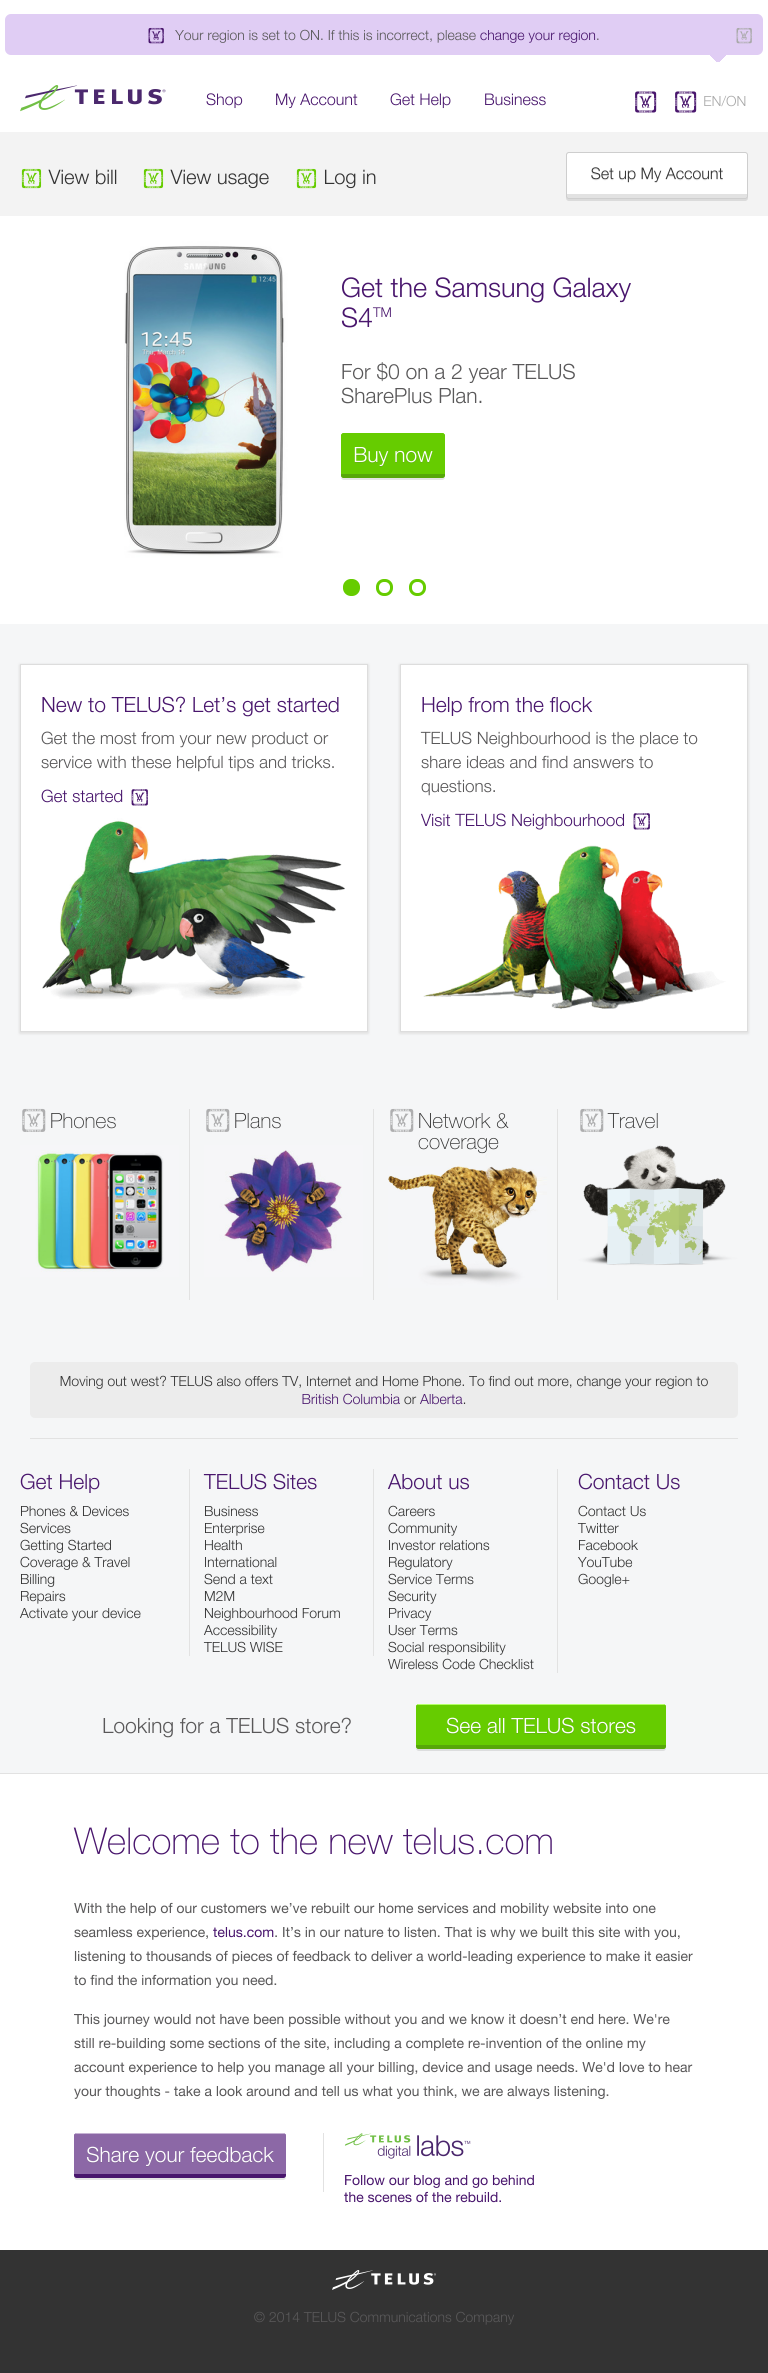 Your region is set to ON. If this is incorrect, please change your region.
TELUS
Shop
My Account
Get Help
Business
EN/ON
View bill
View usage
Log in
Set up My Account
SAMSUNG
12:45
12:45
Get the Samsung Galaxy
S4™
For $0 on a 2 year TELUS
SharePlus Plan.
Buy now
New to TELUS? Let’s get started
Get the most from your new product or
service with these helpful tips and tricks.
Get started
Help from the flock
TELUS Neighbourhood is the place to
share ideas and find answers to
questions.
Visit TELUS Neighbourhood
Phones
Plans
Network &
coverage
Travel
Moving out west? TELUS also offers TV, Internet and Home Phone. To find out more, change your region to
British Columbia or Alberta.
Get Help
Phones & Devices
Services
Getting Started
Coverage & Travel
Billing
Repairs
Activate your device
TELUS Sites
Business
Enterprise
Health
International
Send a text
M2M
Neighbourhood Forum
Accessibility
TELUS WISE
About us
Careers
Community
Investor relations
Regulatory
Service Terms
Security
Privacy
User Terms
Social responsibility
Wireless Code Checklist
Contact Us
Contact Us
Twitter
Facebook
YouTube
Google+
Looking for a TELUS store?
See all TELUS stores
Welcome to the new telus.com
With the help of our customers we’ve rebuilt our home services and mobility website into one
seamless experience, telus.com. It’s in our nature to listen. That is why we built this site with you,
listening to thousands of pieces of feedback to deliver a world-leading experience to make it easier
to find the information you need.
This journey would not have been possible without you and we know it doesn’t end here. We're
still re-building some sections of the site, including a complete re-invention of the online my
account experience to help you manage all your billing, device and usage needs. We'd love to hear
your thoughts - take a look around and tell us what you think, we are always listening.
Share your feedback
TELUS
digital labs™
Follow our blog and go behind
the scenes of the rebuild.
TELUS
© 2014 TELUS Communications Company